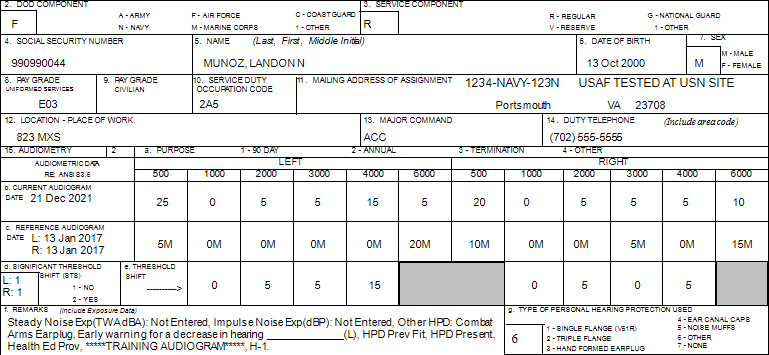 2. DOD COMPONENT
3. SERVICE COMPONENT
F
A - ARMY F - AIR FORCE C - COAST GUARD
N - NAVY M - MARINE CORPS 1 - OTHER
R
R - REGULAR G - NATIONAL GUARD
V - RESERVE 1 - OTHER
4. SOCIAL SECURITY NUMBER 5. NAME (Last, First, Middle Initial) 6. DATE OF BIRTH 7. SEX
990990044 MUNOZ, LANDON N 13 Oct 2000 M M - MALE
F - FEMALE
8. PAY GRADE 9. PAY GRADE 10. SERVICE DUTY 11. MAILING ADDRESS OF ASSIGNMENT 1234-NAVY-123N USAF TESTED AT USN SITE
UNIFORMED SERVICES CIVILIAN OCCUPATION CODE
E03 2A5 Portsmouth VA 23708
12. LOCATION - PLACE OF WORK 13. MAJOR COMMAND 14. DUTY TELEPHONE (Include area code)
823 MXS ACC (702) 555-5555
15. AUDIOMETRY 2 a. PURPOSE 1 - 90 DAY 2 - ANNUAL 3 - TERMINATION 4 - OTHER
AUDIOMETRIC DATA LEFT RIGHT
RE: ANSI S3.6 500 1000 2000 3000 4000 6000 500 1000 2000 3000 4000 6000
b. CURRENT AUDIOGRAM
DATE 21 Dec 2021 25 0 5 5 15 5 20 0 5 5 5 10
c. REFERENCE AUDIOGRAM
DATE L: 13 Jan 2017
R: 13 Jan 2017 5M 0M 0M 0M 0M 20M 10M 0M 0M 5M 0M 15M
d. SIGNIFICANT THRESHOLD e. THRESHOLD
SHIFT (STS) SHIFT
L: 1 1 - NO ----------> 0 5 5 15 0 5 0 5
R: 1 2 - YES
f. REMARKS (Include Exposure Data)
Steady Noise Exp(TWAdBA): Not Entered, Impulse Noise Exp(dBP): Not Entered, Other HPD: Combat
Arms Earplug, Early warning for a decrease in hearing ______________(L), HPD Prev Fit, HPD Present,
Health Ed Prov, *****TRAINING AUDIOGRAM*****, H-1.
g. TYPE OF PERSONAL HEARING PROTECTION USED
4 - EAR CANAL CAPS
6 1 - SINGLE FLANGE (V51R) 5 - NOISE MUFFS
2 - TRIPLE FLANGE 6 - OTHER
3 - HAND FORMED EARPLUG 7 - NONE